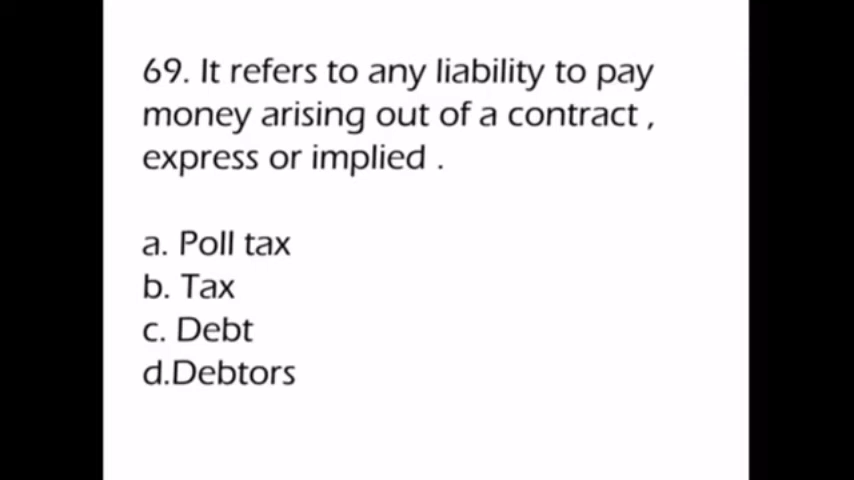 69. It refers to any liability to pay
money arising out of a contract ,
express or implied .
a. Poll tax
b. Tax
c. Debt
d.Debtors